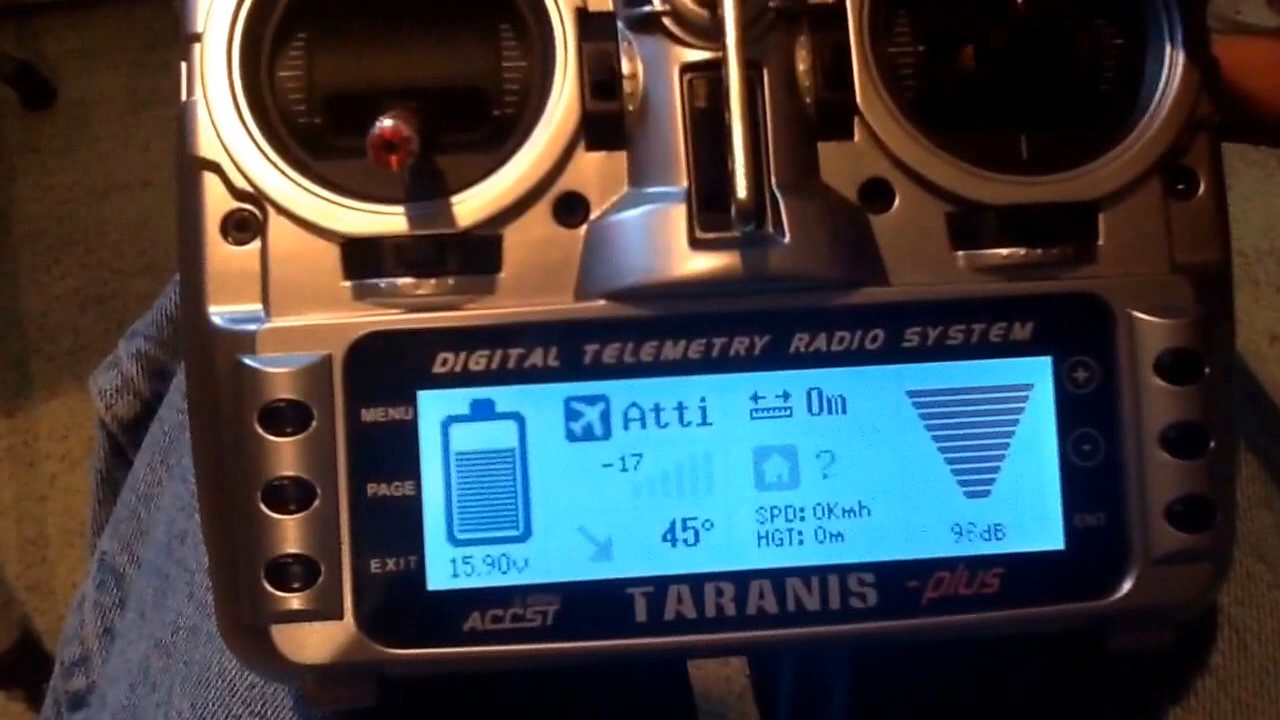 DIGITAL TELEMETRY RADIO SYSTEM
MENU
PAGE
EXIT
15.90v
Atti
-17
45°
0m
?
SPD: 0Kmh
HGT: 0m
+
-
ENT
ACCST
TARANIS -plus